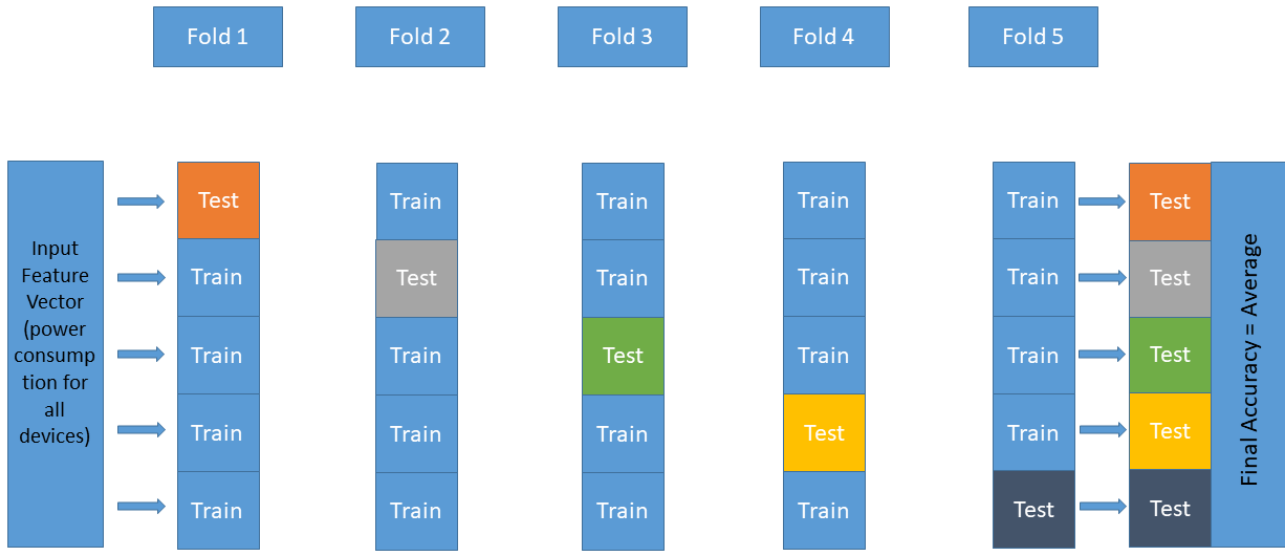 Fold 1
Fold 2
Fold 3
Fold 4
Fold 5
Input
Feature
Vector
(power
consump
tion for
all
devices)
Test
Train
Train
Train
Train
Train
Test
Train
Train
Train
Train
Train
Test
Train
Train
Train
Train
Train
Test
Train
Train
Train
Train
Train
Test
Test
Test
Test
Test
Test
Final Accuracy = Average